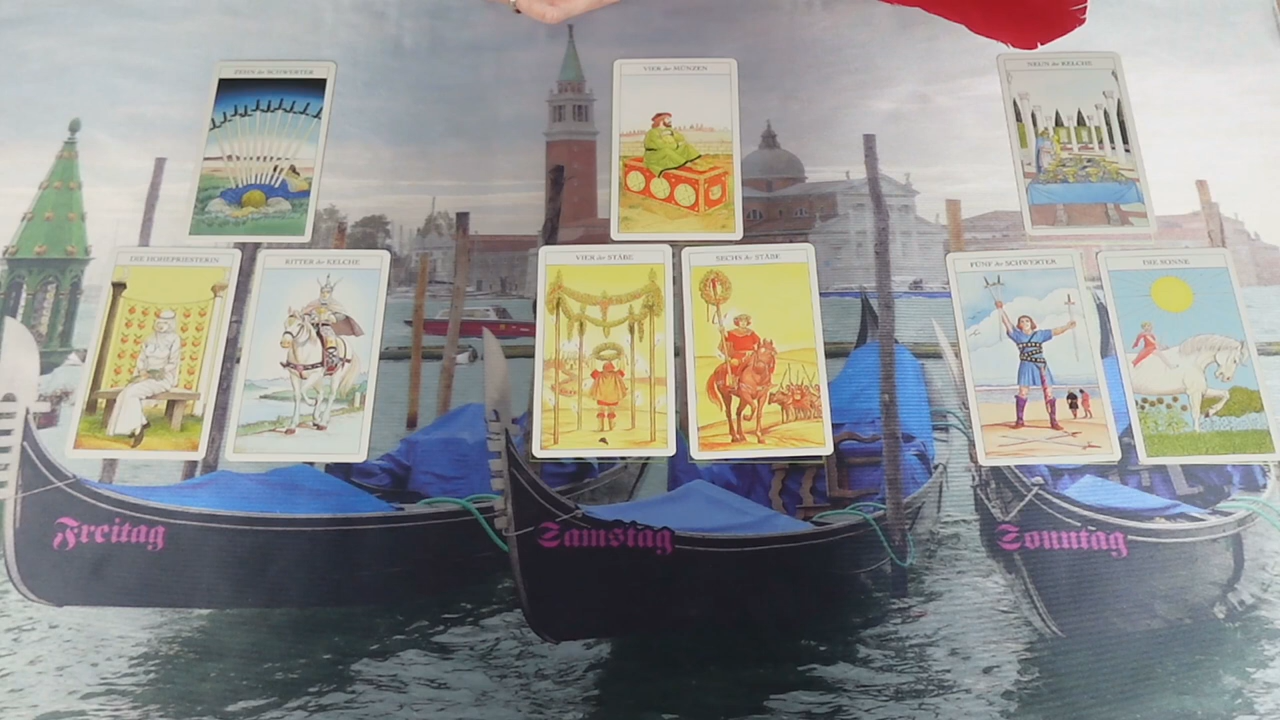 ZEHN der SCHWERTER
VIER der MÜNZEN
NEUN der KELCHE
DIE HOHEPRIESTERIN
RITTER der KELCHE
VIER der STÄBE
SECHS der STÄBE
FÜNF der SCHWERTER
DIE SONNE
Freitag
Samstag
Sonntag